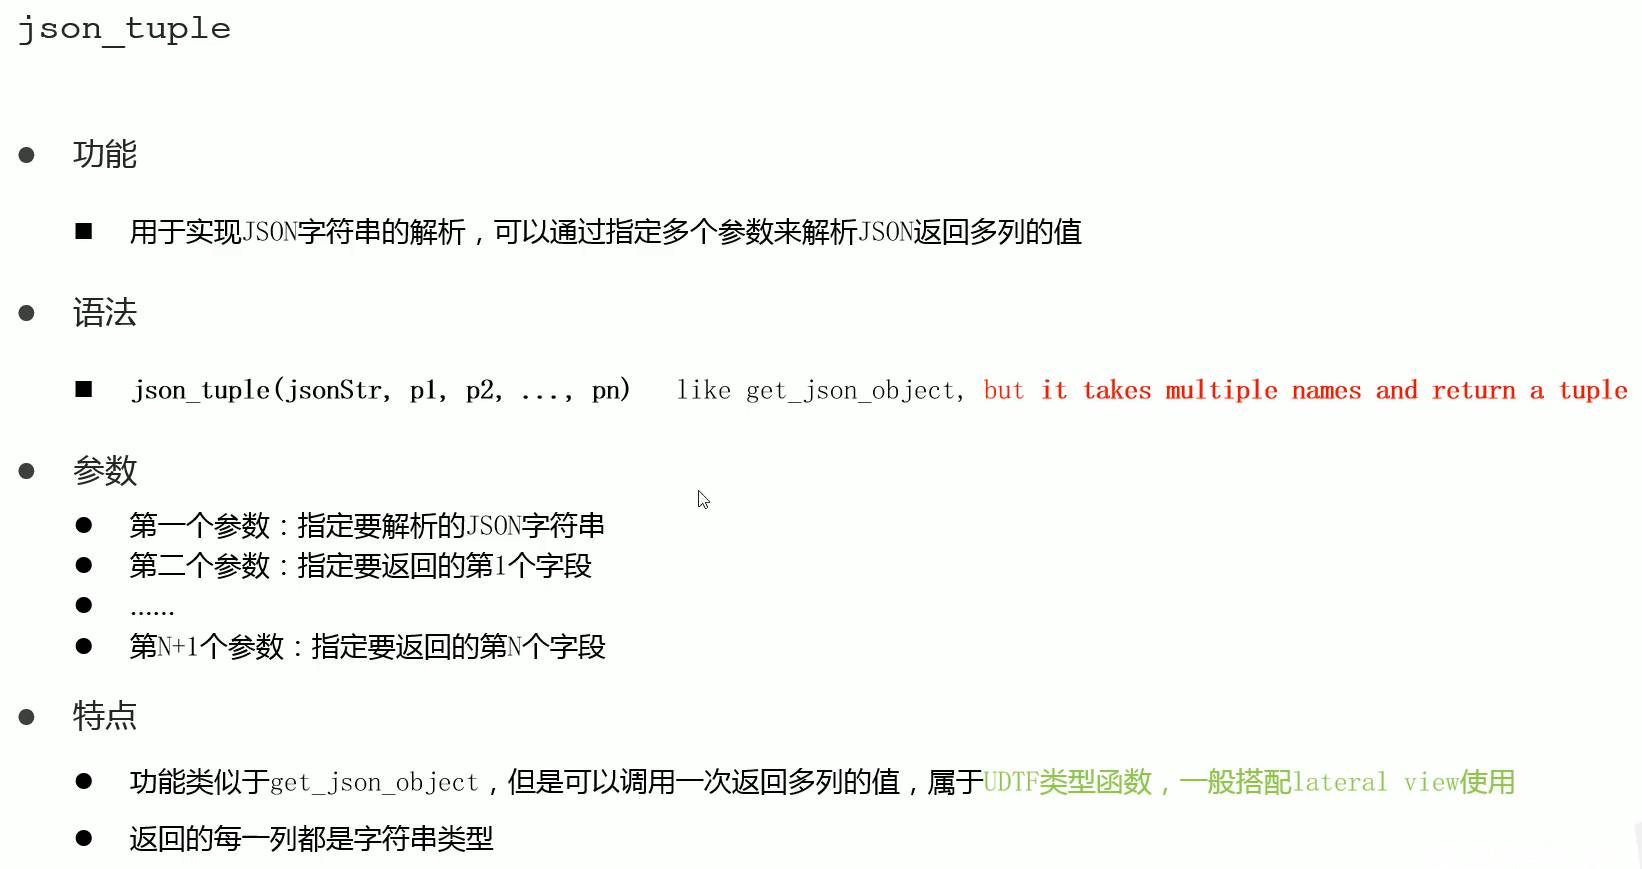 json_tuple
功能
用于实现JSON字符串的解析，可以通过指定多个参数来解析JSON返回多列的值
语法
json_tuple(jsonStr, p1, p2, ..., pn) like get_json_object, but it takes multiple names and return a tuple
参数
第一个参数：指定要解析的JSON字符串
第二个参数：指定要返回的第1个字段
......
第N+1个参数：指定要返回的第N个字段
特点
功能类似于get_json_object，但是可以调用一次返回多列的值，属于UDTF类型函数，一般搭配lateral view使用
返回的每一列都是字符串类型